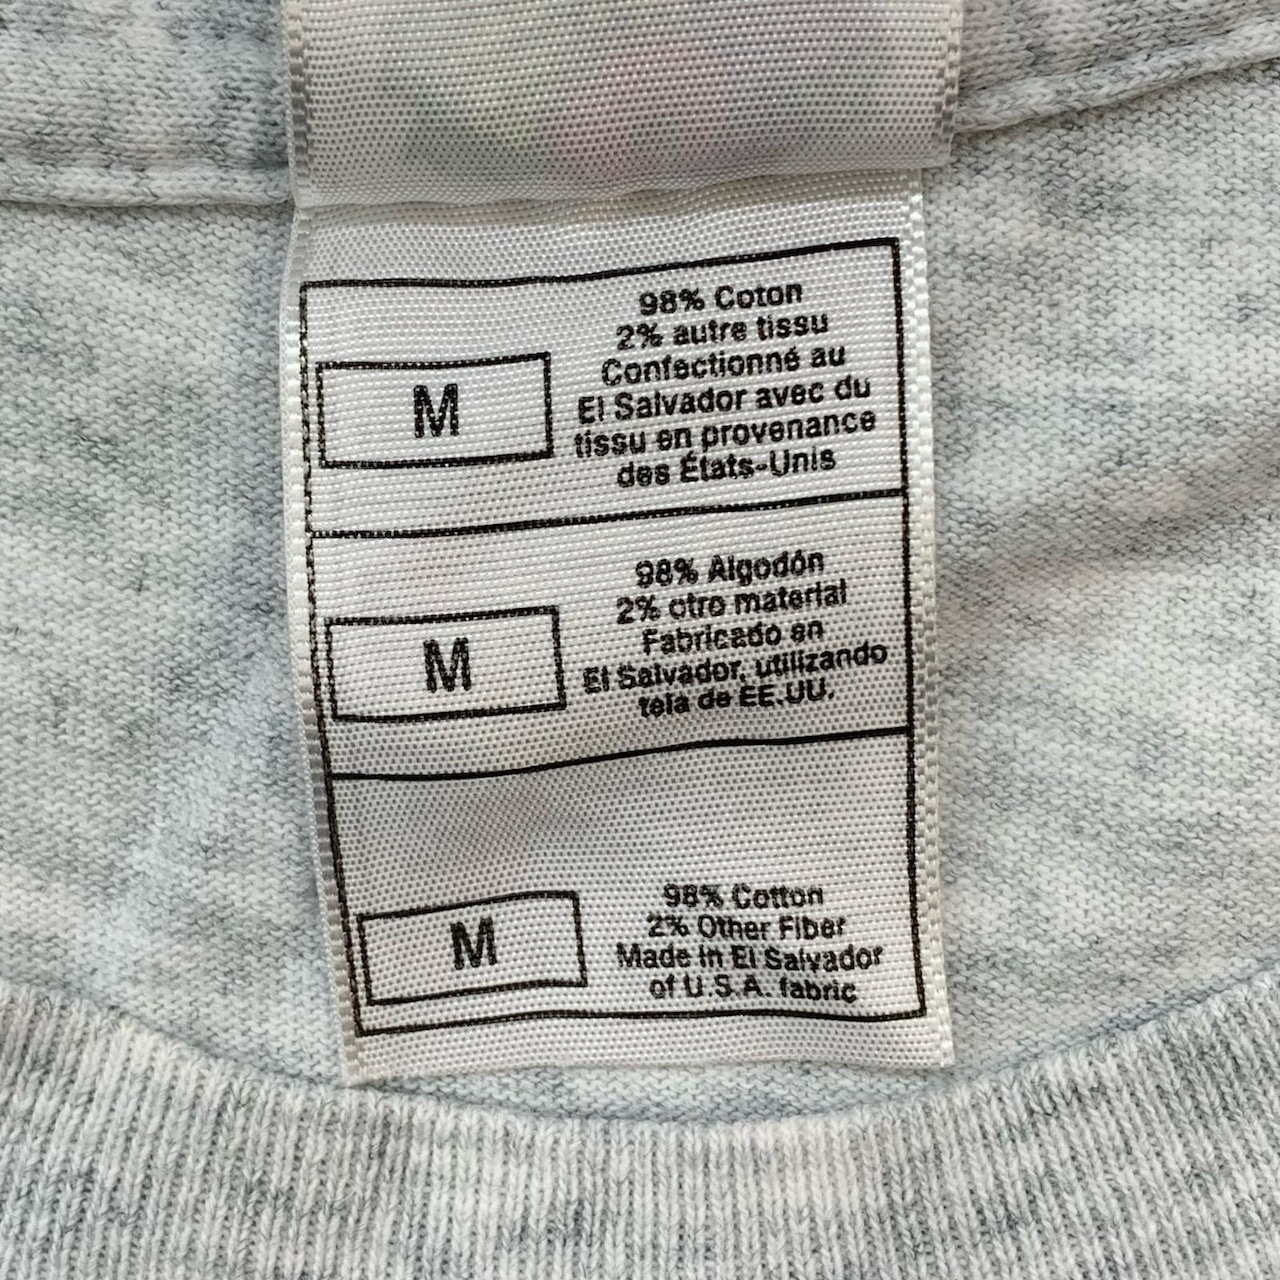 M
98% Coton
2% autre tissu
Confectionné au
El Salvador avec du
tissu en provenance
des États-Unis
M
98% Algodón
2% otro material
Fabricado en
El Salvador, utilizando
tela de EE.UU.
M
98% Cotton
2% Other Fiber
Made in El Salvador
of U.S.A. fabric